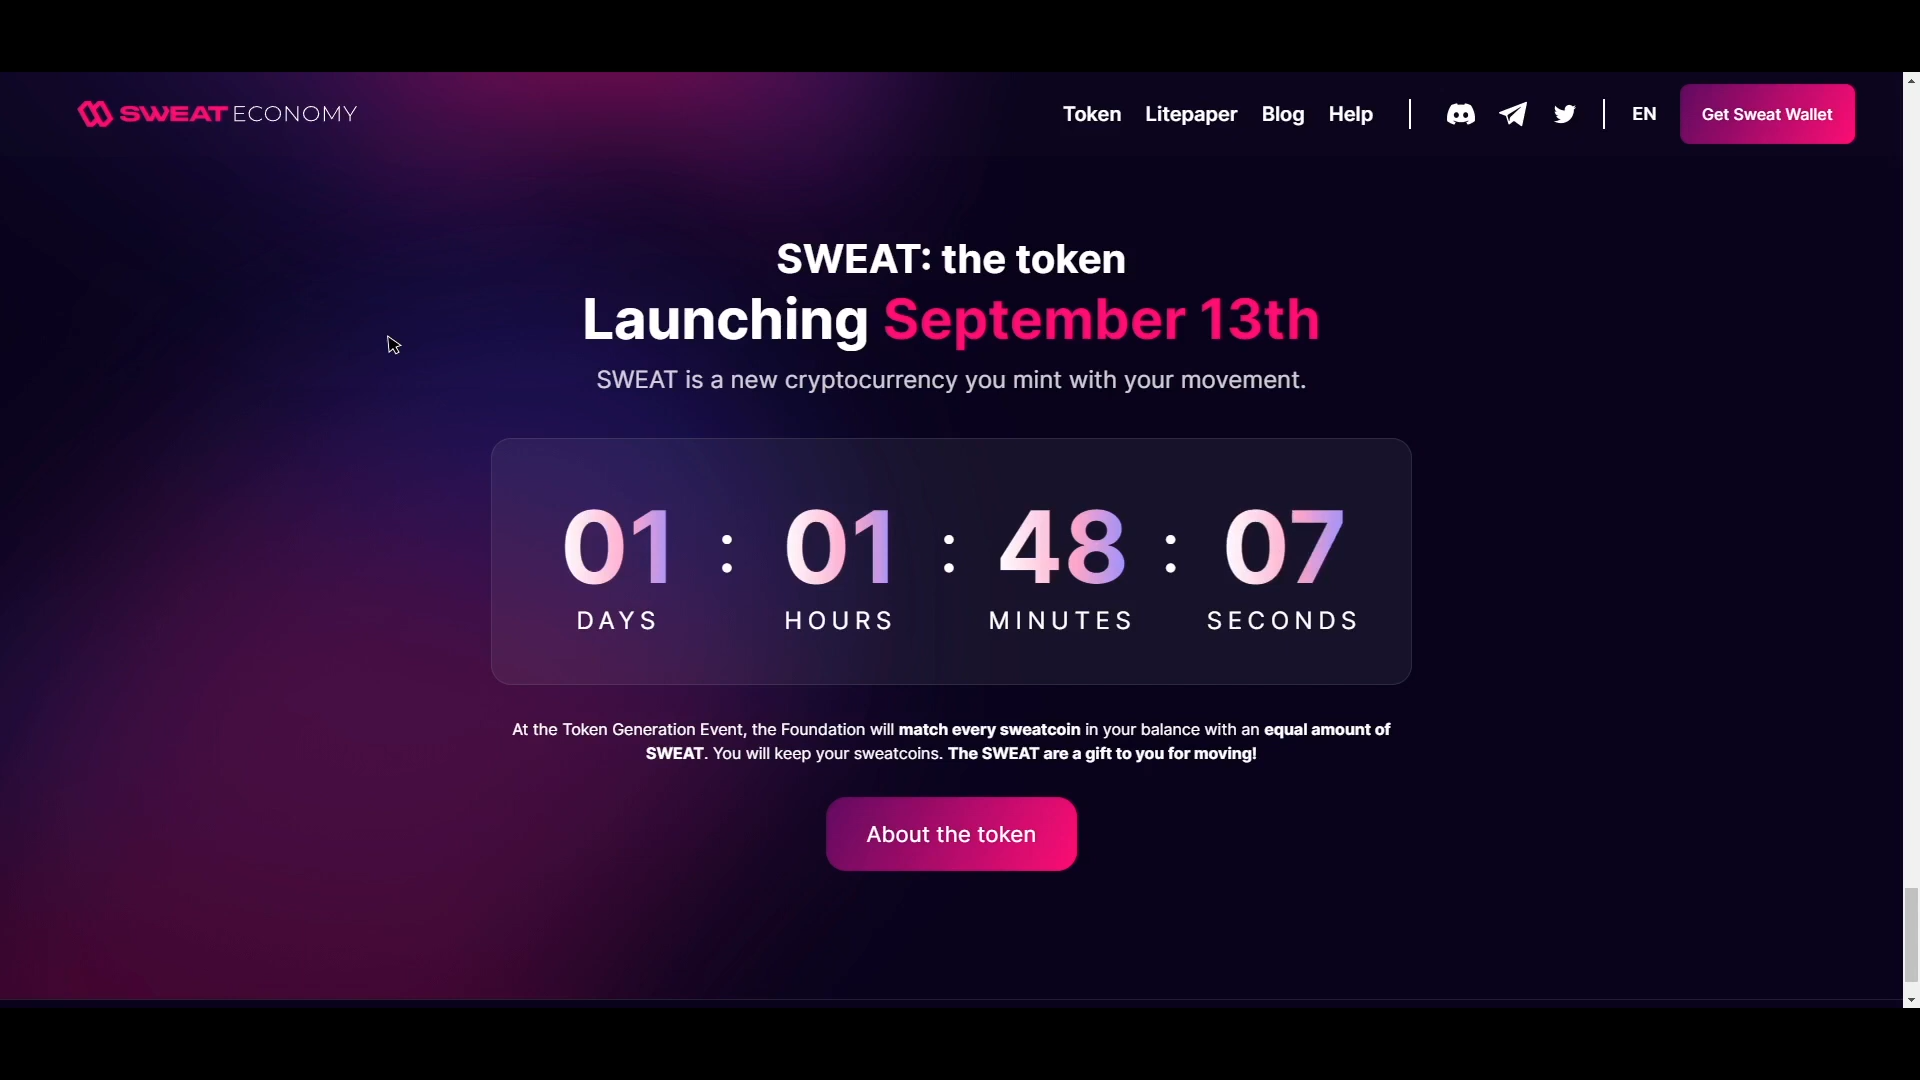 SWEAT ECONOMY
Token Litepaper Blog Help EN Get Sweat Wallet
SWEAT: the token
Launching September 13th
SWEAT is a new cryptocurrency you mint with your movement.
01 : 01 : 48 : 07
DAYS HOURS MINUTES SECONDS
At the Token Generation Event, the Foundation will match every sweatcoin in your balance with an equal amount of
SWEAT. You will keep your sweatcoins. The SWEAT are a gift to you for moving!
About the token